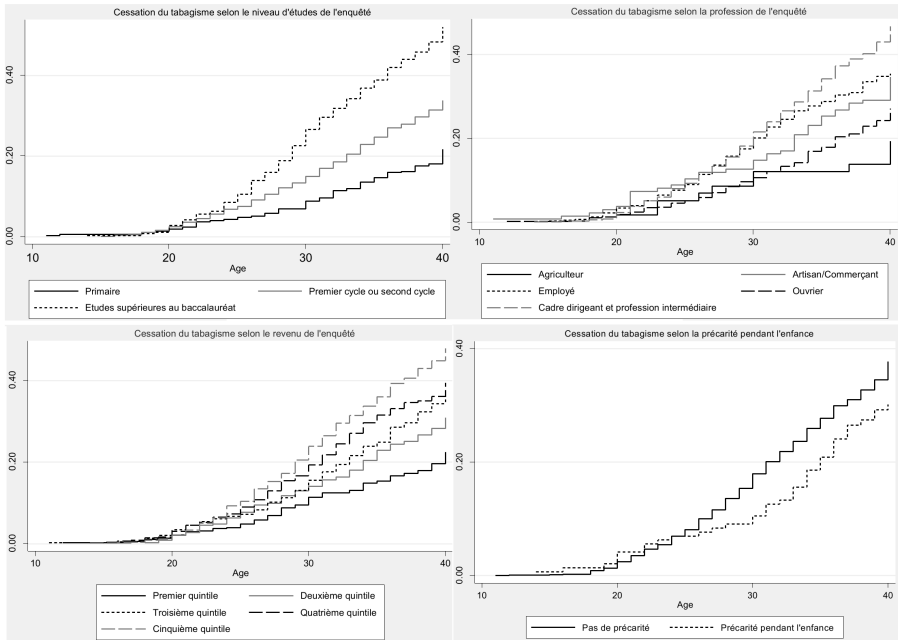 Cessation du tabagisme selon le niveau d'études de l'enquêté
0.40
0.20
0.00
10
20
30
40
Age
Primaire
Premier cycle ou second cycle
Etudes supérieures au baccalauréat
Cessation du tabagisme selon la profession de l'enquêté
0.40
0.20
0.00
10
20
30
40
Age
Agriculteur
Artisan/Commerçant
Employé
Ouvrier
Cadre dirigeant et profession intermédiaire
Cessation du tabagisme selon le revenu de l'enquêté
0.40
0.20
0.00
10
20
30
40
Age
Premier quintile
Deuxième quintile
Troisième quintile
Quatrième quintile
Cinquième quintile
Cessation du tabagisme selon la précarité pendant l'enfance
0.40
0.20
0.00
10
20
30
40
Age
Pas de précarité
Précarité pendant l'enfance